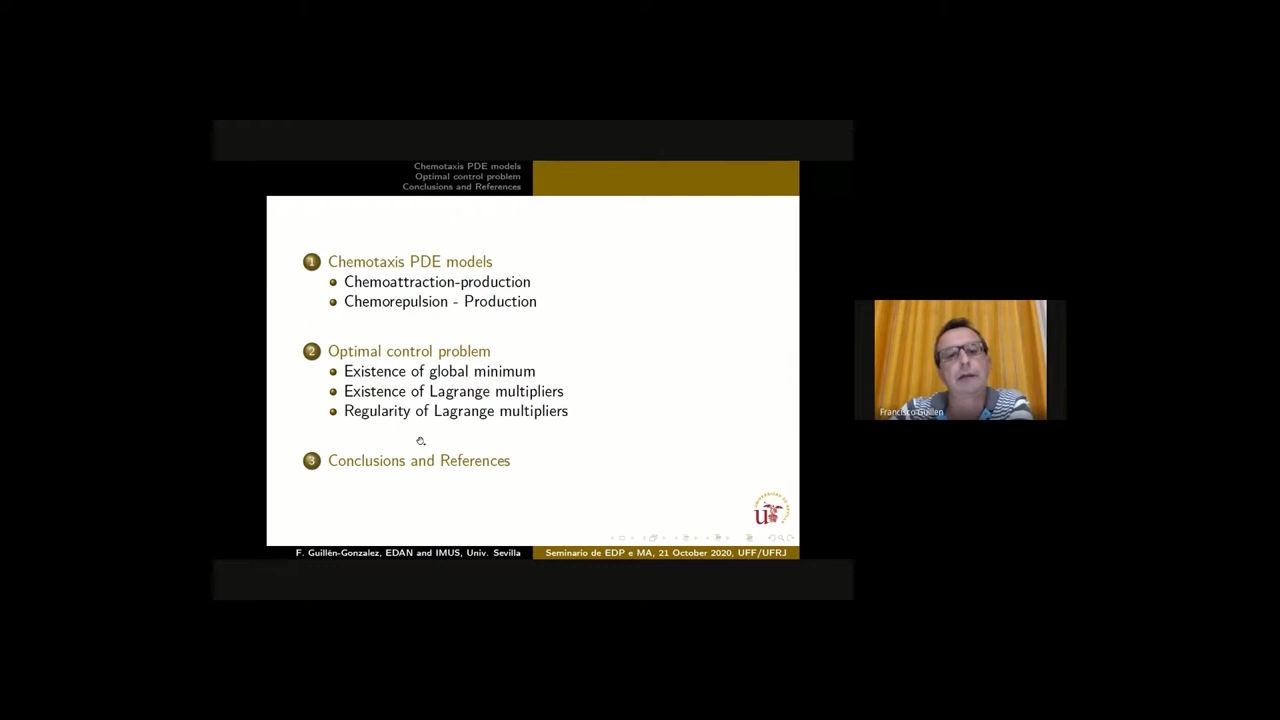 Chemotaxis PDE models
Optimal control problem
Conclusions and References
1 Chemotaxis PDE models
Chemoattraction-production
Chemorepulsion - Production
2 Optimal control problem
Existence of global minimum
Existence of Lagrange multipliers
Regularity of Lagrange multipliers
3 Conclusions and References
F. Guillén-Gonzalez, EDAN and IMUS, Univ. Sevilla
Seminario de EDP e MA, 21 October 2020, UFF/UFRJ
Francisco Guillen